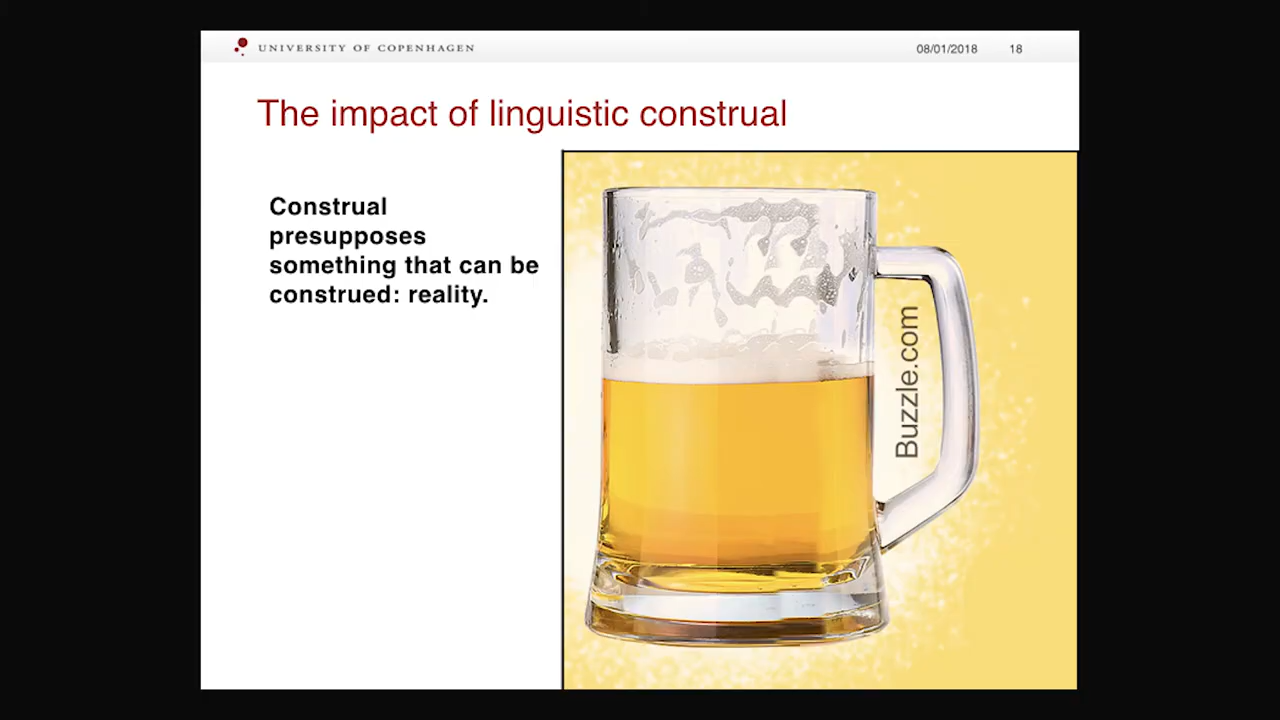 UNIVERSITY OF COPENHAGEN
08/01/2018 18
The impact of linguistic construal
Construal
presupposes
something that can be
construed: reality.
Buzzle.com